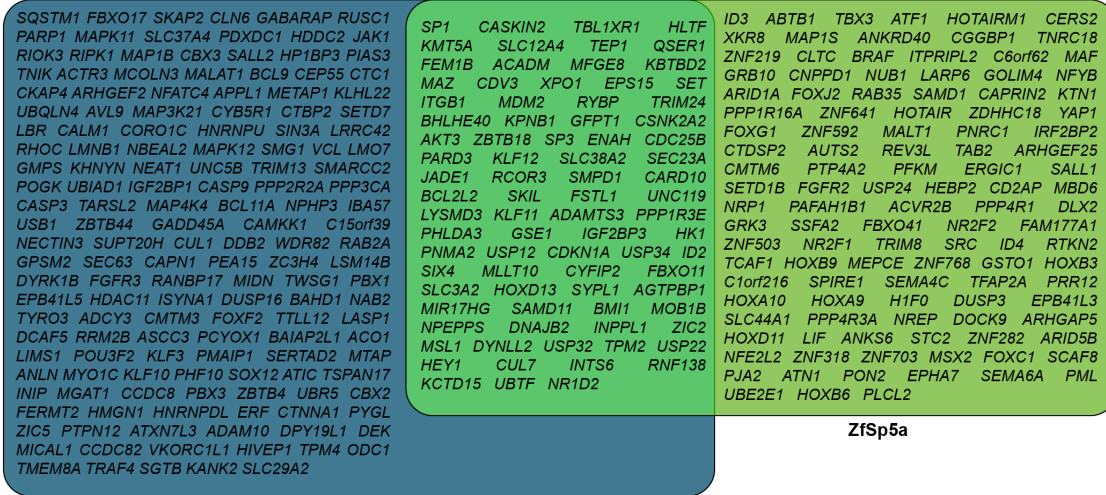 SQSTM1 FBXO17 SKAP2 CLN6 GABARAP RUSC1
PARP1 MAPK11 SLC37A4 PDXDC1 HDDC2 JAK1
RIOK3 RIPK1 MAP1B CBX3 SALL2 HP1BP3 PIAS3
TNIK ACTR3 MCOLN3 MALAT1 BCL9 CEP55 CTC1
CKAP4 ARHGEF2 NFATC4 APPL1 METAP1 KLHL22
UBQLN4 AVL9 MAP3K21 CYB5R1 CTBP2 SETD7
LBR CALM1 CORO1C HNRNPU SIN3A LRRC42
RHOC LMNB1 NBEAL2 MAPK12 SMG1 VCL LMO7
GMPS KHNYN NEAT1 UNC5B TRIM13 SMARCC2
POGK UBIAD1 IGF2BP1 CASP9 PPP2R2A PPP3CA
CASP3 TARSL2 MAP4K4 BCL11A NPHP3 IBA57
USB1 ZBTB44 GADD45A CAMKK1 C15orf39
NECTIN3 SUPT20H CUL1 DDB2 WDR82 RAB2A
GPSM2 SEC63 CAPN1 PEA15 ZC3H4 LSM14B
DYRK1B FGFR3 RANBP17 MIDN TWSG1 PBX1
EPB41L5 HDAC11 ISYNA1 DUSP16 BAHD1 NAB2
TYRO3 ADCY3 CMTM3 FOXF2 TTLL12 LASP1
DCAF5 RRM2B ASCC3 PCYOX1 BAIAP2L1 ACO1
LIMS1 POU3F2 KLF3 PMAIP1 SERTAD2 MTAP
ANLN MYO1C KLF10 PHF10 SOX12 ATIC TSPAN17
INIP MGAT1 CCDC8 PBX3 ZBTB4 UBR5 CBX2
FERMT2 HMGN1 HNRNPDL ERF CTNNA1 PYGL
ZIC5 PTPN12 ATXN7L3 ADAM10 DPY19L1 DEK
MICAL1 CCDC82 VKORC1L1 HIVEP1 TPM4 ODC1
TMEM8A TRAF4 SGTB KANK2 SLC29A2
SP1 CASKIN2 TBL1XR1 HLTF
KMT5A SLC12A4 TEP1 QSER1
FEM1B ACADM MFGE8 KBTBD2
MAZ CDV3 XPO1 EPS15 SET
ITGB1 MDM2 RYBP TRIM24
BHLHE40 KPNB1 GFPT1 CSNK2A2
AKT3 ZBTB18 SP3 ENAH CDC25B
PARD3 KLF12 SLC38A2 SEC23A
JADE1 RCOR3 SMPD1 CARD10
BCL2L2 SKIL FSTL1 UNC119
LYSMD3 KLF11 ADAMTS3 PPP1R3E
PHLDA3 GSE1 IGF2BP3 HK1
PNMA2 USP12 CDKN1A USP34 ID2
SIX4 MLLT10 CYFIP2 FBXO11
SLC3A2 HOXD13 SYPL1 AGTPBP1
MIR17HG SAMD11 BMI1 MOB1B
NPEPPS DNAJB2 INPPL1 ZIC2
MSL1 DYNLL2 USP32 TPM2 USP22
HEY1 CUL7 INTS6 RNF138
KCTD15 UBTF NR1D2
ID3 ABTB1 TBX3 ATF1 HOTAIRM1 CERS2
XKR8 MAP1S ANKRD40 CGGBP1 TNRC18
ZNF219 CLTC BRAF ITPRIPL2 C6orf62 MAF
GRB10 CNPPD1 NUB1 LARP6 GOLIM4 NFYB
ARID1A FOXJ2 RAB35 SAMD1 CAPRIN2 KTN1
PPP1R16A ZNF641 HOTAIR ZDHHC18 YAP1
FOXG1 ZNF592 MALT1 PNRC1 IRF2BP2
CTDSP2 AUTS2 REV3L TAB2 ARHGEF25
CMTM6 PTP4A2 PFKM ERGIC1 SALL1
SETD1B FGFR2 USP24 HEBP2 CD2AP MBD6
NRP1 PAFAH1B1 ACVR2B PPP4R1 DLX2
GRK3 SSFA2 FBXO41 NR2F2 FAM177A1
ZNF503 NR2F1 TRIM8 SRC ID4 RTKN2
TCAF1 HOXB9 MEPCE ZNF768 GSTO1 HOXB3
C1orf216 SPIRE1 SEMA4C TFAP2A PRR12
HOXA10 HOXA9 H1F0 DUSP3 EPB41L3
SLC44A1 PPP4R3A NREP DOCK9 ARHGAP5
HOXD11 LIF ANKS6 STC2 ZNF282 ARID5B
NFE2L2 ZNF318 ZNF703 MSX2 FOXC1 SCAF8
PJA2 ATN1 PON2 EPHA7 SEMA6A PML
UBE2E1 HOXB6 PLCL2
ZfSp5a